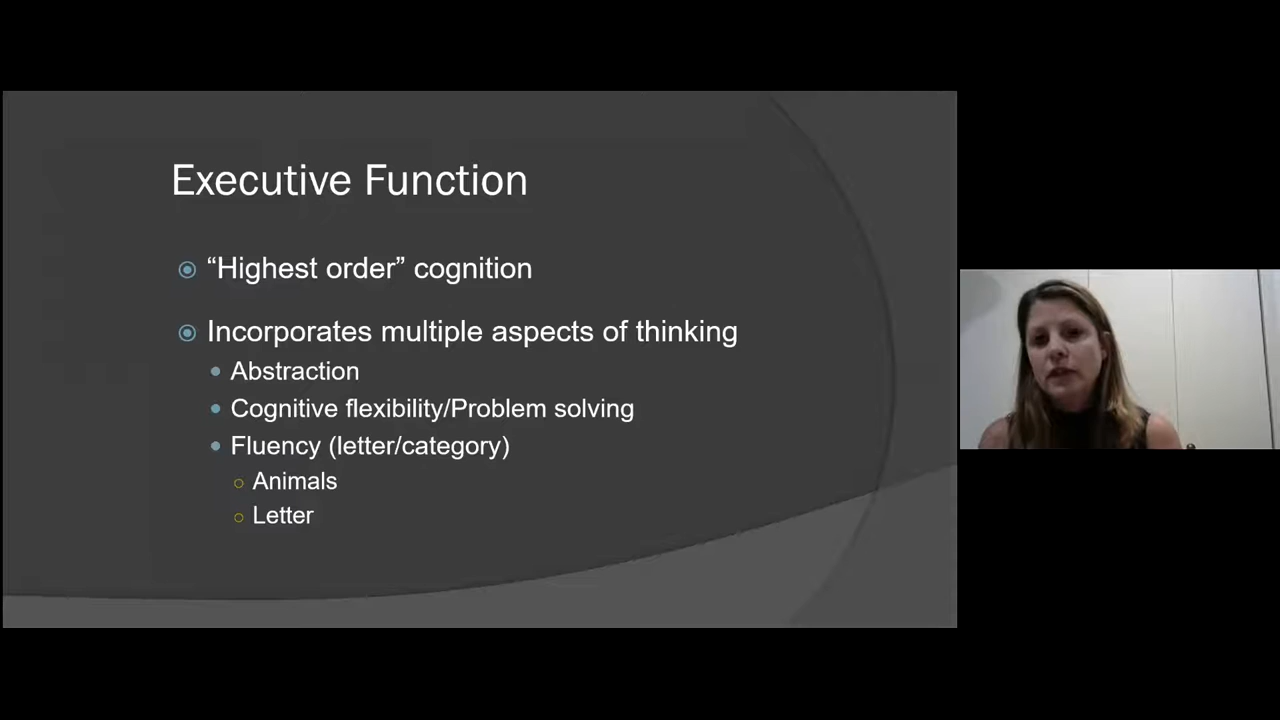 Executive Function
“Highest order” cognition
Incorporates multiple aspects of thinking
Abstraction
Cognitive flexibility/Problem solving
Fluency (letter/category)
Animals
Letter